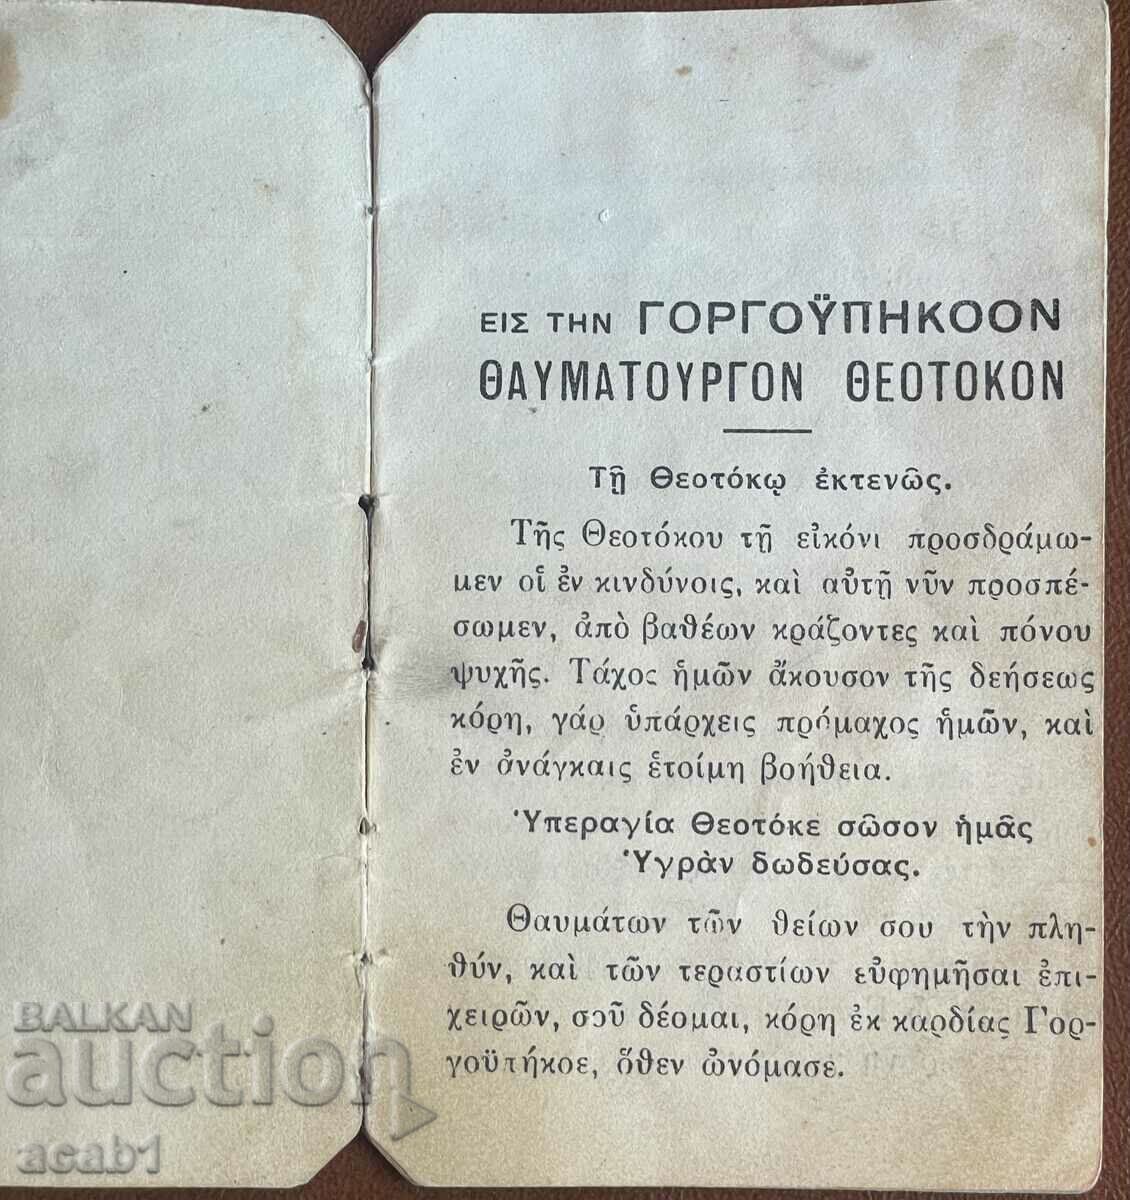 ΕΙΣ ΤΗΝ ΓΟΡΓΟΫΠΗΚΟΟΝ
ΘΑΥΜΑΤΟΥΡΓΟΝ ΘΕΟΤΟΚΟΝ
Τῇ Θεοτόκῳ ἐκτενῶς.
Τῆς Θεοτόκου τῇ εἰκόνι προσδράμω-
μεν οἱ ἐν κινδύνοις, καὶ αὐτῇ νῦν προσπέ-
σωμεν, ἀπὸ βαθέων κράζοντες καὶ πόνου
ψυχῆς. Τάχος ἡμῶν ἄκουσον τῆς δεήσεως
κόρη, γάρ ὑπάρχεις πρόμαχος ἡμῶν, καὶ
ἐν ἀνάγκαις ἑτοίμη βοήθεια.
Ὑπεραγία Θεοτόκε σῶσον ἡμᾶς
Ὑγρὰν δωδεύσας.
Θαυμάτων τῶν θείων σου τὴν πλη-
θύν, καὶ τῶν τεραστίων εὐφημῆσαι ἐπι-
χειρῶν, σοῦ δέομαι, κόρη ἐκ καρδίας Γορ-
γοϋπήκοε, ὅθεν ὠνόμασε.
BALKAN
auction
acab1